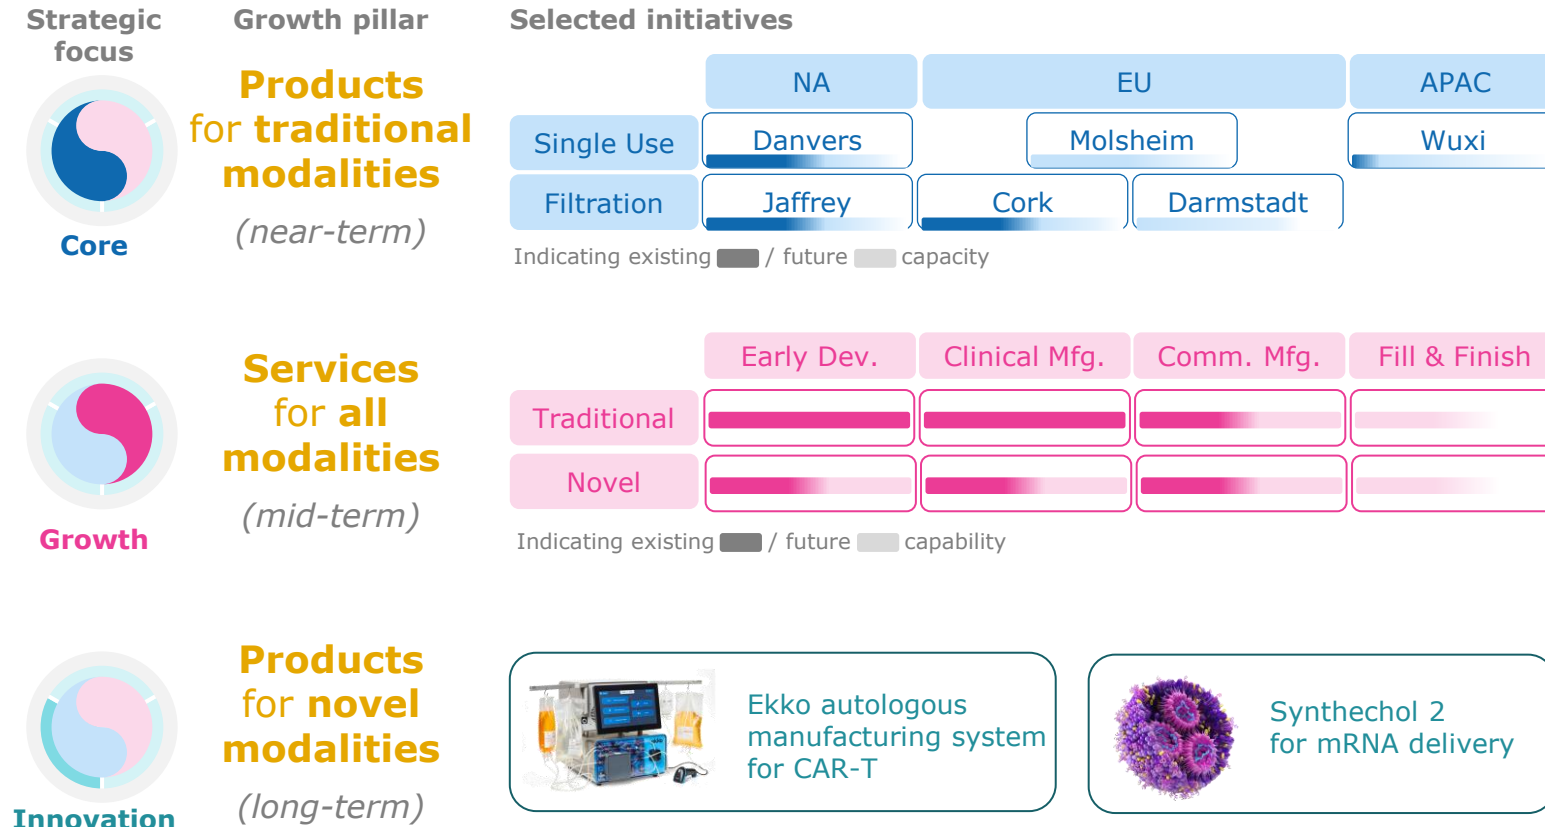 Strategic focus
Growth pillar
Selected initiatives
Core
Products
for traditional
modalities
(near-term)
NA
EU
APAC
Single Use
Danvers
Molsheim
Wuxi
Filtration
Jaffrey
Cork
Darmstadt
Indicating existing / future capacity
Growth
Services
for all
modalities
(mid-term)
Early Dev.
Clinical Mfg.
Comm. Mfg.
Fill & Finish
Traditional
Novel
Indicating existing / future capability
Innovation
Products
for novel
modalities
(long-term)
Ekko autologous
manufacturing system
for CAR-T
Synthechol 2
for mRNA delivery